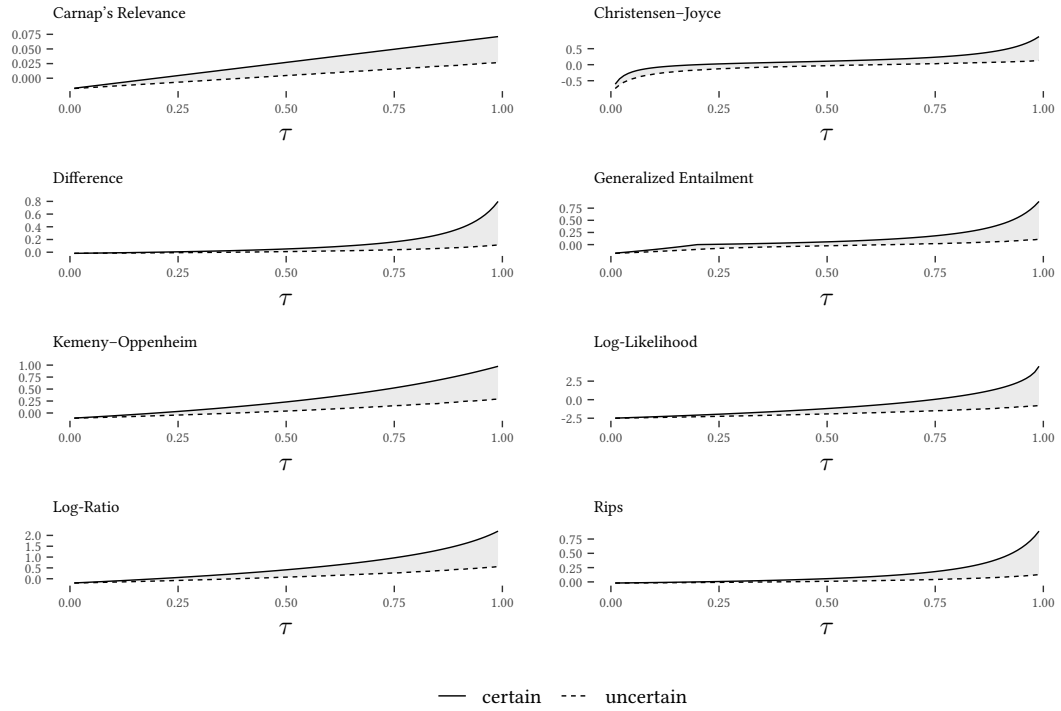 Carnap's Relevance
0.075
0.050
0.025
0.000
0.00 0.25 0.50 0.75 1.00
τ
Christensen−Joyce
0.5
0.0
-0.5
0.00 0.25 0.50 0.75 1.00
τ
Difference
0.8
0.6
0.4
0.2
0.0
0.00 0.25 0.50 0.75 1.00
τ
Generalized Entailment
0.75
0.50
0.25
0.00
0.00 0.25 0.50 0.75 1.00
τ
Kemeny−Oppenheim
1.00
0.75
0.50
0.25
0.00
0.00 0.25 0.50 0.75 1.00
τ
Log-Likelihood
2.5
0.0
-2.5
0.00 0.25 0.50 0.75 1.00
τ
Log-Ratio
2.0
1.5
1.0
0.5
0.0
0.00 0.25 0.50 0.75 1.00
τ
Rips
0.75
0.50
0.25
0.00
0.00 0.25 0.50 0.75 1.00
τ
certain uncertain